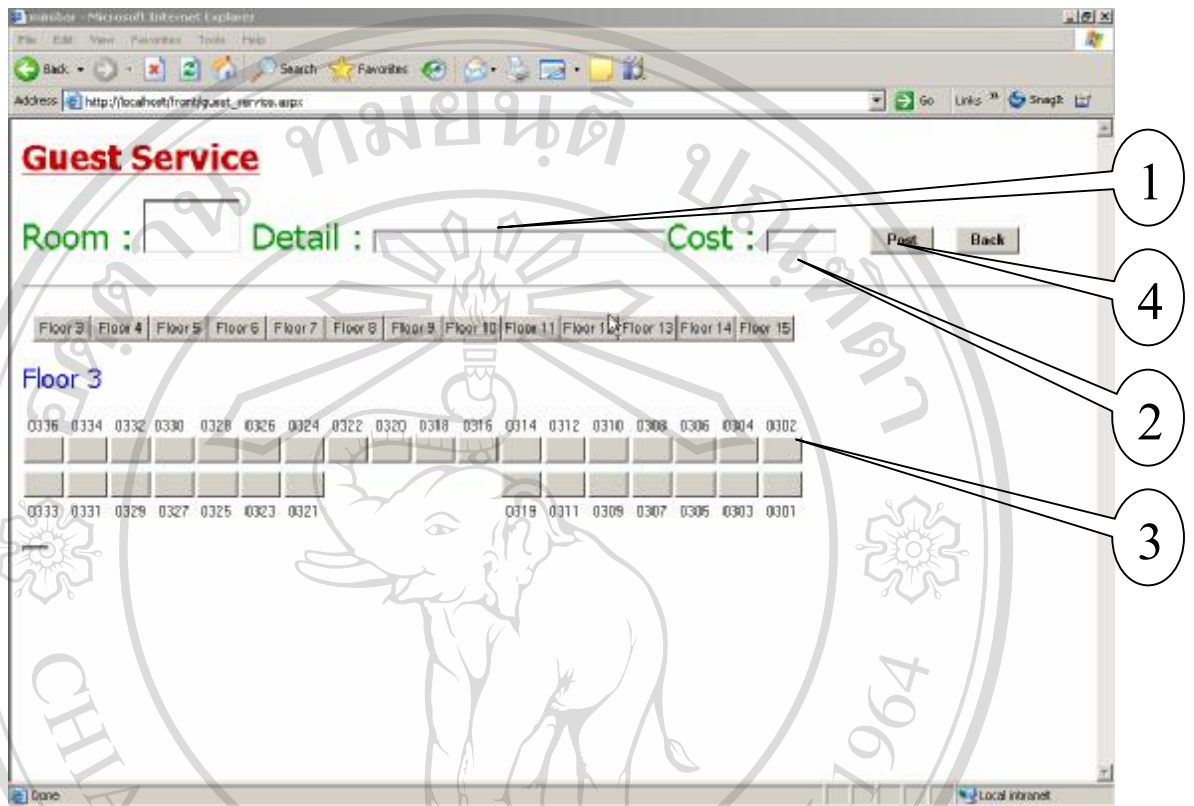 minibar - Microsoft Internet Explorer
File Edit View Favorites Tools Help
Back Search Favorites
Address http://localhost/front/guest_service.aspx Go Links » SnagIt
Guest Service
Room : Detail : Cost : Post Back
Floor 3 Floor 4 Floor 5 Floor 6 Floor 7 Floor 8 Floor 9 Floor 10 Floor 11 Floor 12 Floor 13 Floor 14 Floor 15
Floor 3
0336 0334 0332 0330 0328 0326 0324 0322 0320 0318 0316 0314 0312 0310 0308 0306 0304 0302
0333 0331 0329 0327 0325 0323 0321 0319 0311 0309 0307 0305 0303 0301
1
4
2
3
Done Local intranet
1964